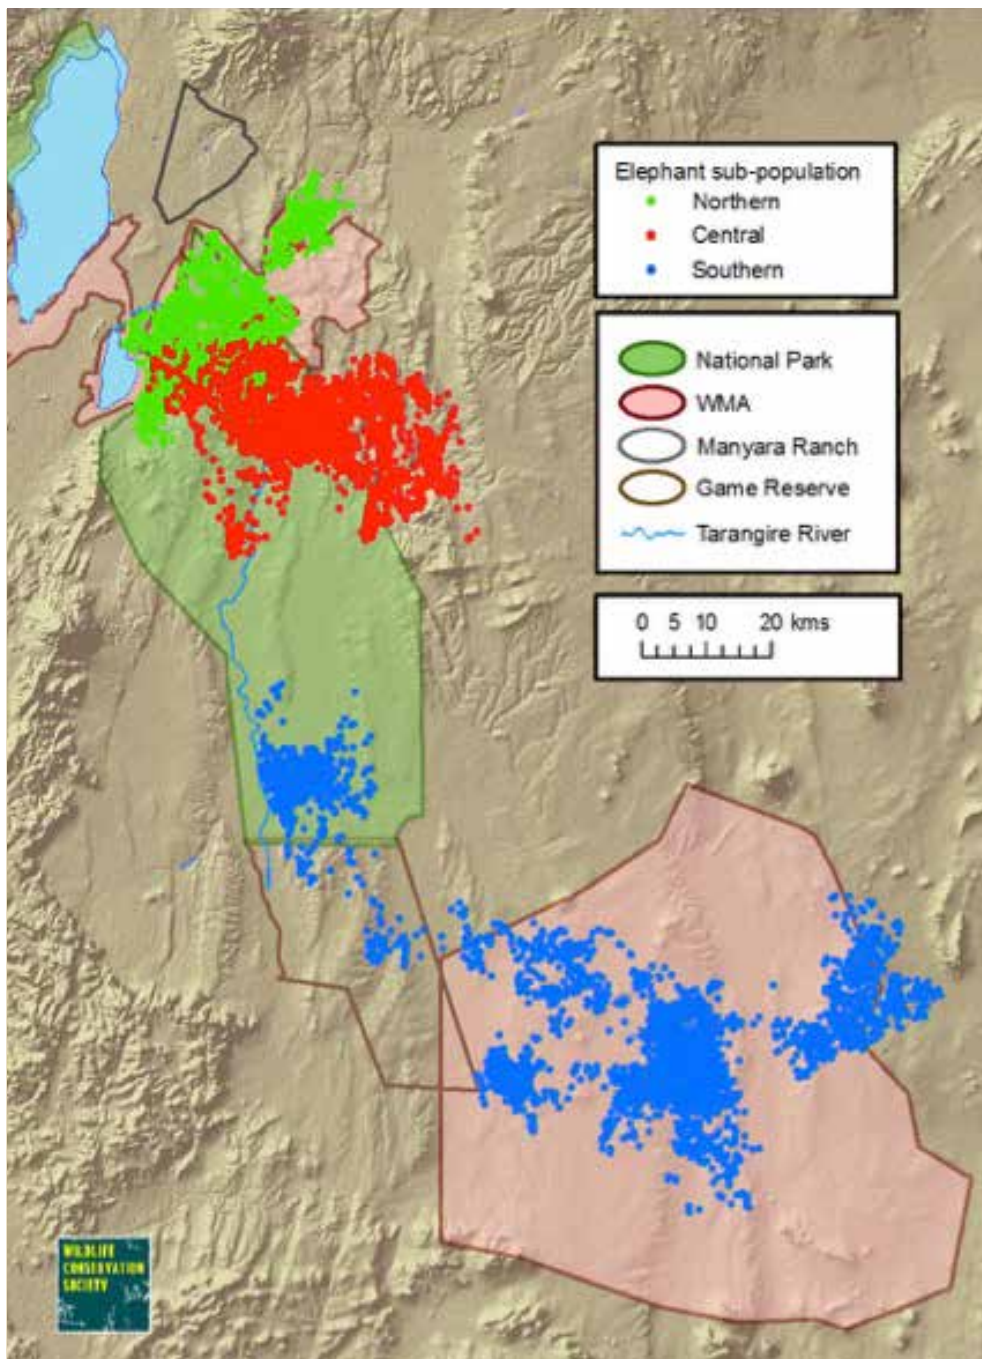 Elephant sub-population
Northern
Central
Southern
National Park
WMA
Manyara Ranch
Game Reserve
Tarangire River
0 5 10 20 kms
WILDLIFE
CONSERVATION
SOCIETY